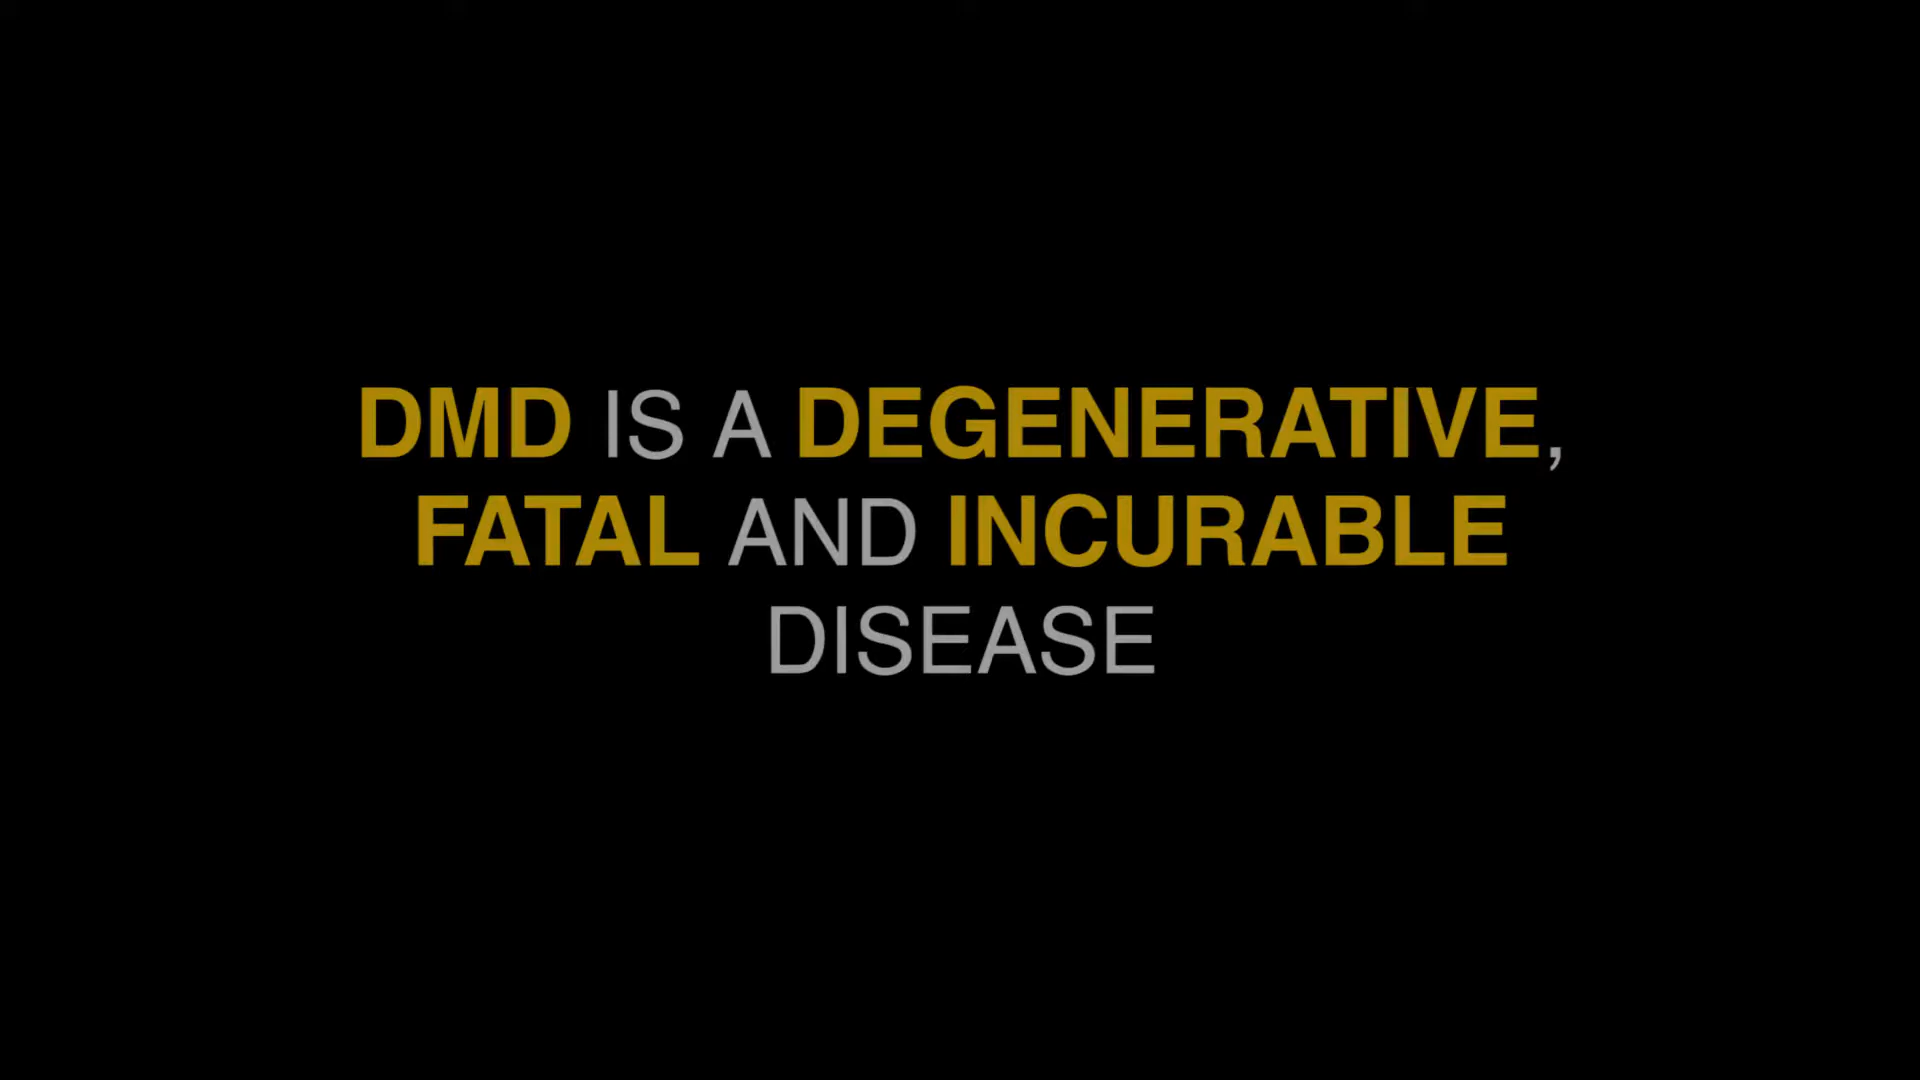 DMD IS A DEGENERATIVE,
FATAL AND INCURABLE
DISEASE